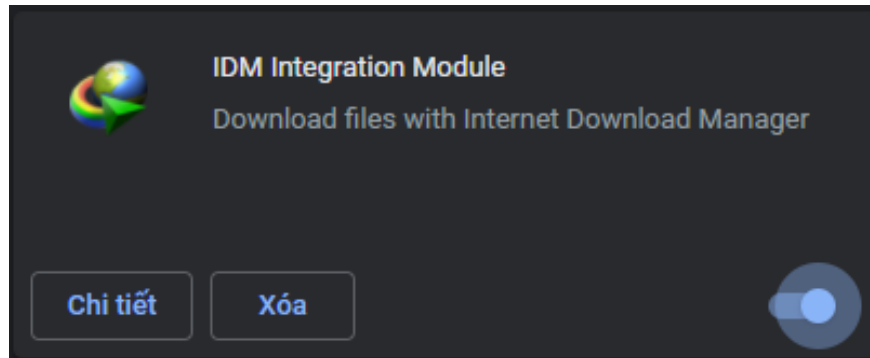 IDM Integration Module
Download files with Internet Download Manager
Chi tiết
Xóa